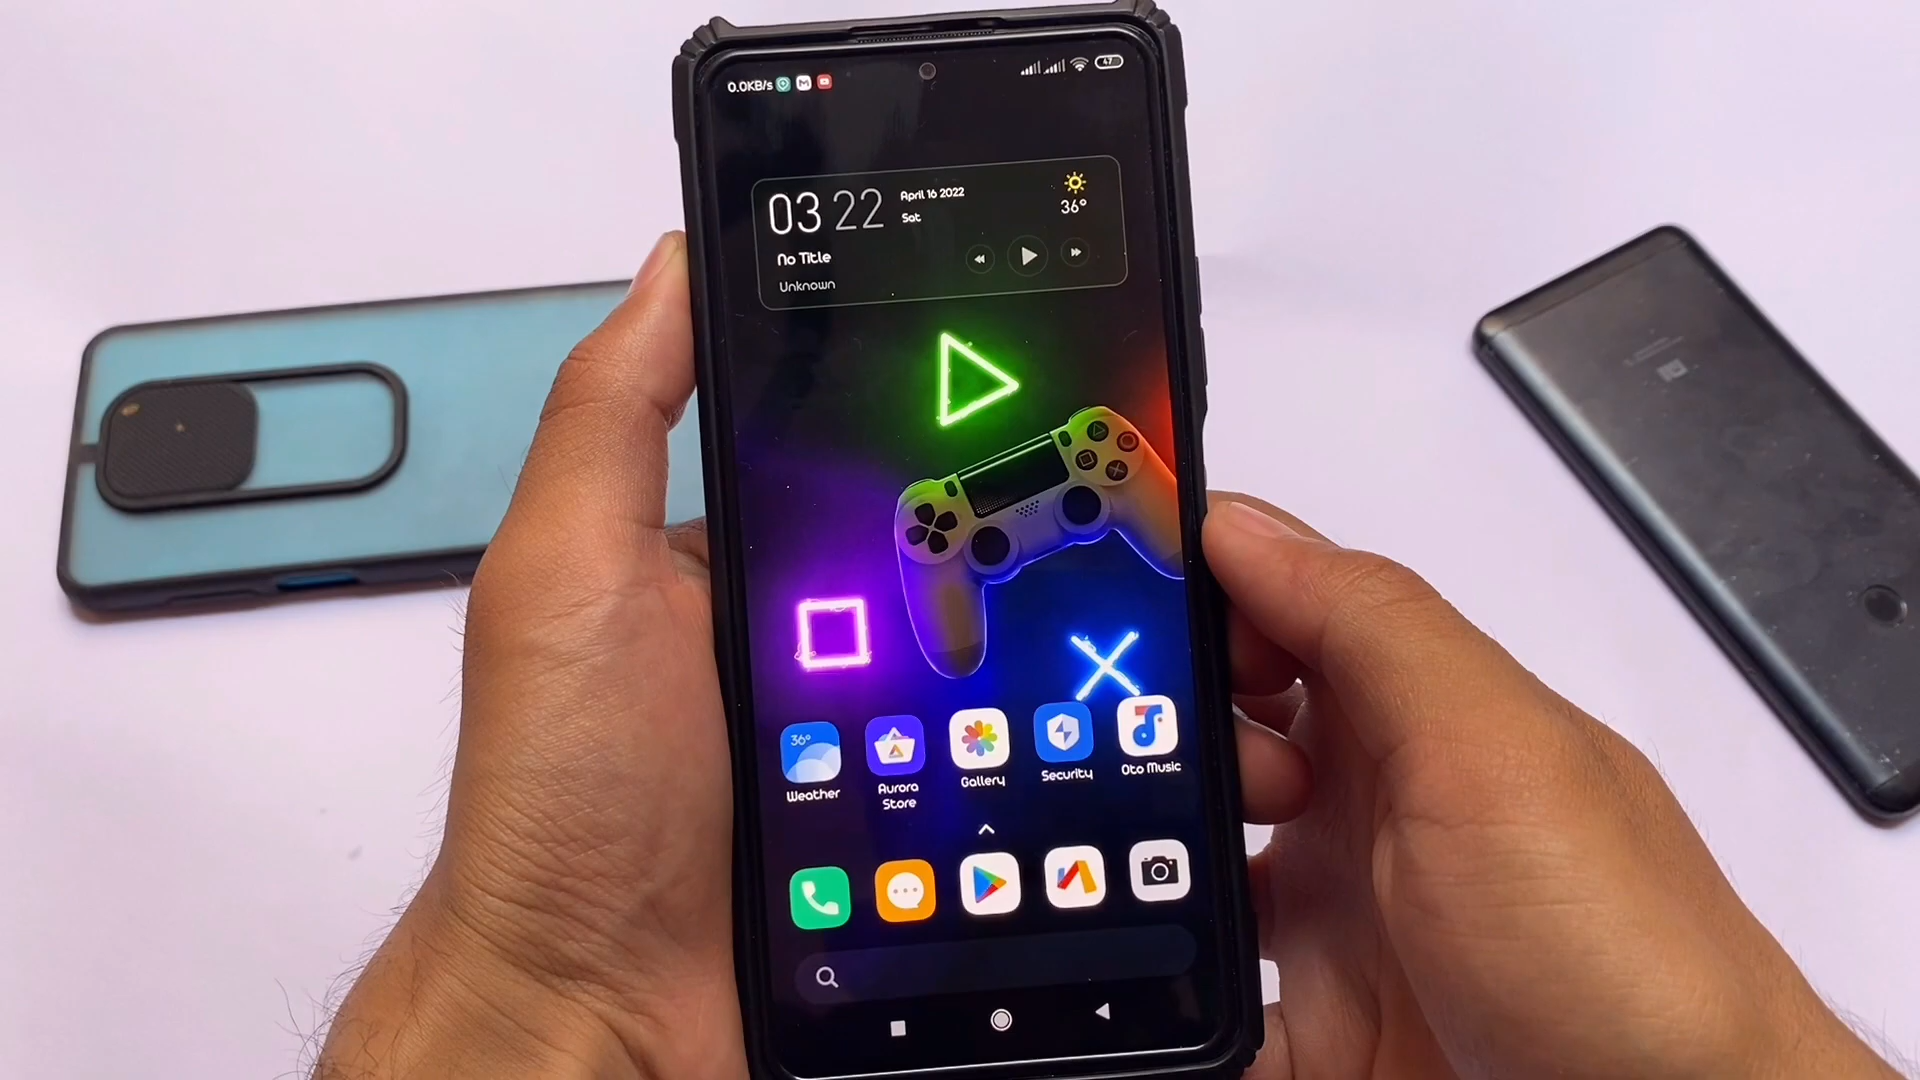 0.0KB/s
47
03 22
April 16 2022
Sat
36°
No Title
Unknown
36°
Weather
Aurora
Store
Gallery
Security
Oto Music